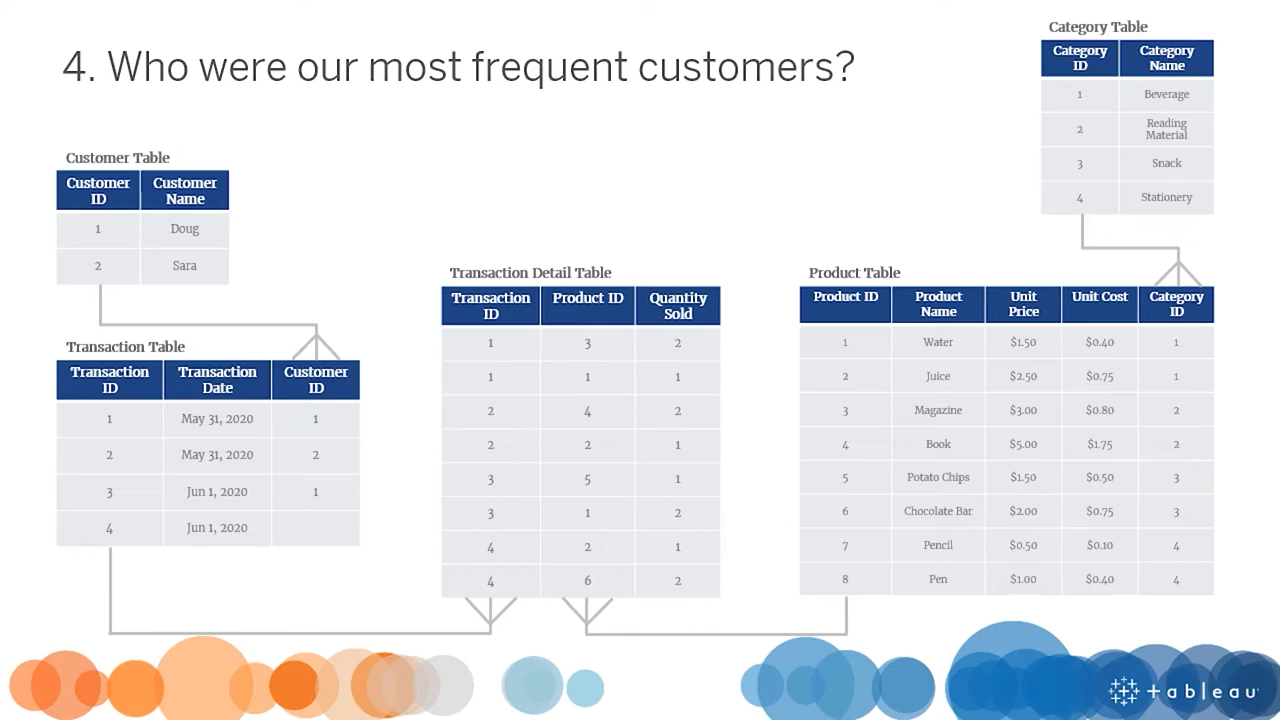 4. Who were our most frequent customers?
Category Table
Category ID Category Name
1 Beverage
2 Reading Material
3 Snack
4 Stationery
Customer Table
Customer ID Customer Name
1 Doug
2 Sara
Transaction Table
Transaction ID Transaction Date Customer ID
1 May 31, 2020 1
2 May 31, 2020 2
3 Jun 1, 2020 1
4 Jun 1, 2020
Transaction Detail Table
Transaction ID Product ID Quantity Sold
1 3 2
1 1 1
2 4 2
2 2 1
3 5 1
3 1 2
4 2 1
4 6 2
Product Table
Product ID Product Name Unit Price Unit Cost Category ID
1 Water $1.50 $0.40 1
2 Juice $2.50 $0.75 1
3 Magazine $3.00 $0.80 2
4 Book $5.00 $1.75 2
5 Potato Chips $1.50 $0.50 3
6 Chocolate Bar $2.00 $0.75 3
7 Pencil $0.50 $0.10 4
8 Pen $1.00 $0.40 4
tableau